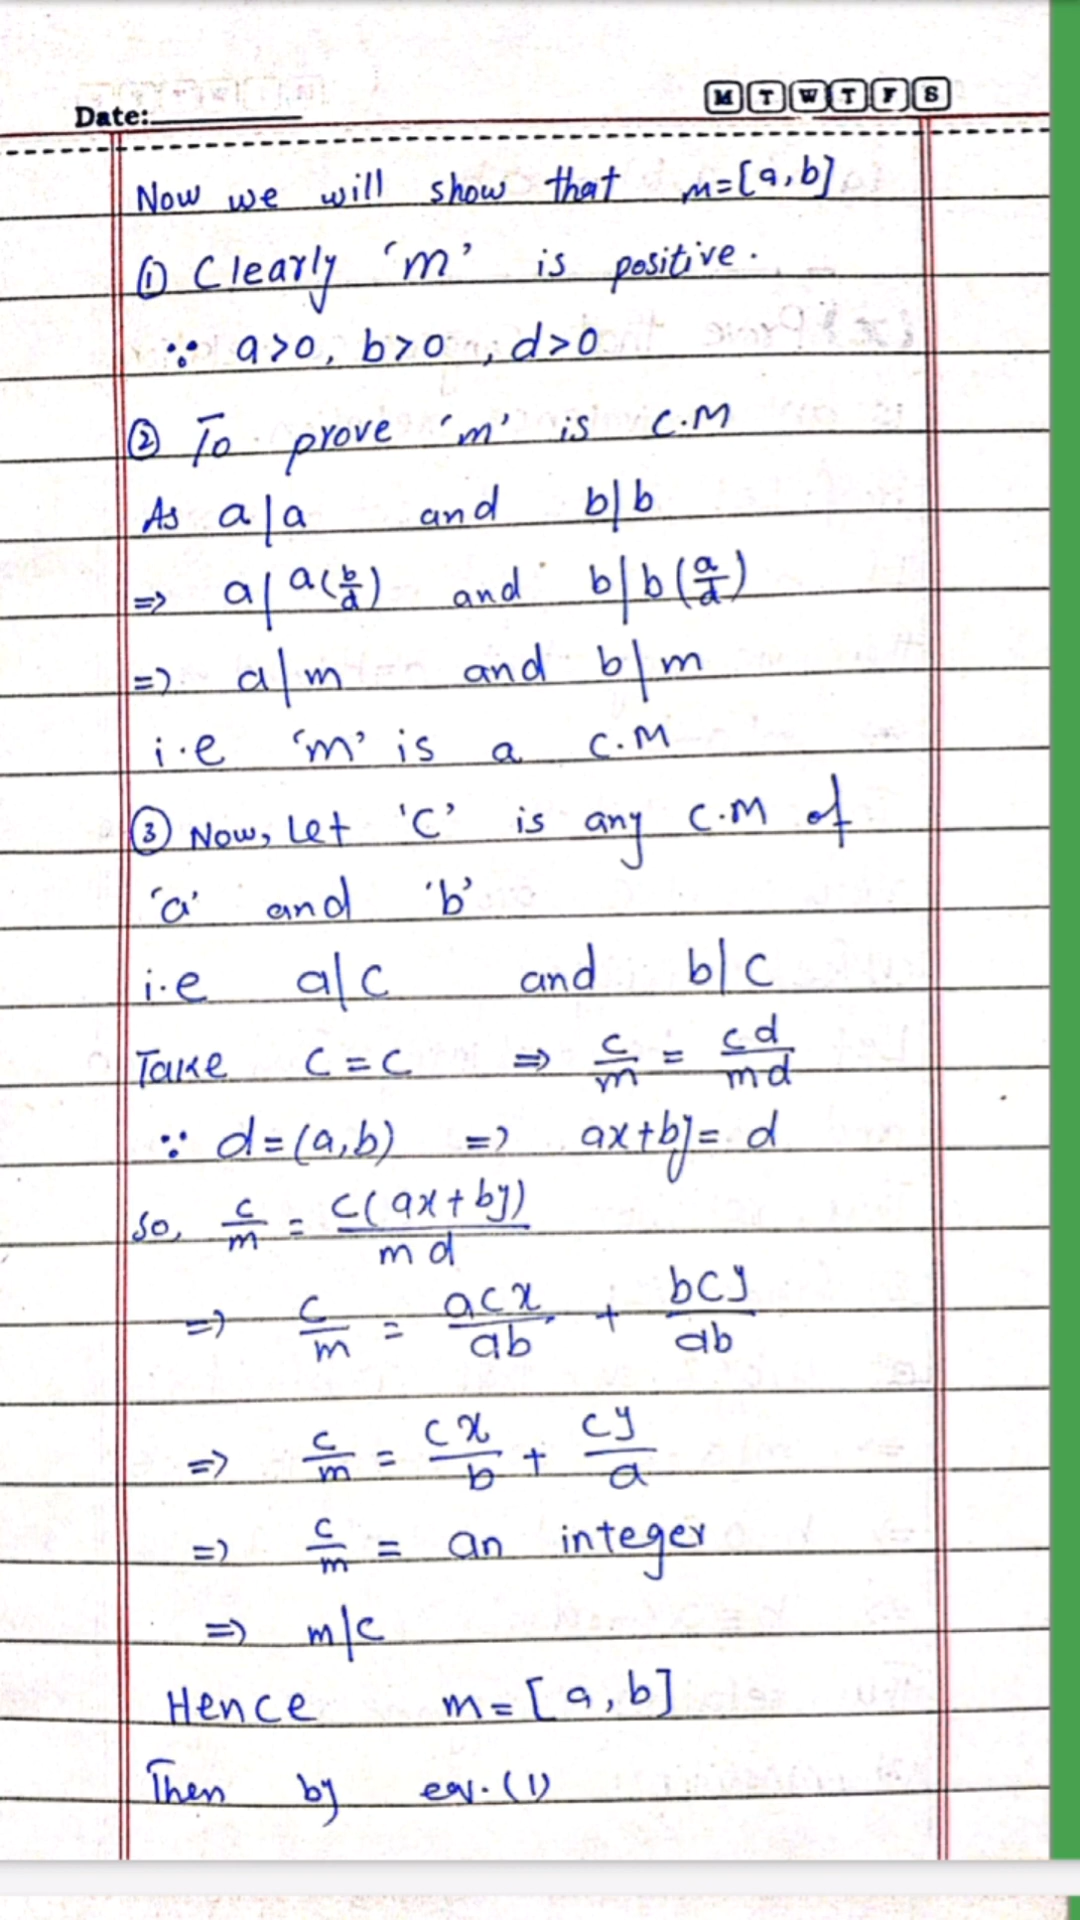 Date:
M T W T F S
Now we will show that m=[a,b]
① Clearly 'm' is positive.
∵ a>0, b>0, d>0
② To prove 'm' is C.M
As a|a and b|b
=> a|a(b/d) and b|b(a/d)
=> a|m and b|m
i.e 'm' is a C.M
③ Now, Let 'C' is any C.M of
'a' and 'b'
i.e a|c and b|c
Take C=C => c/m = cd/md
∵ d=(a,b) => ax+by=d
So, c/m = c(ax+by)/md
=> c/m = acx/ab + bcy/ab
=> c/m = cx/b + cy/a
=> c/m = an integer
=> m|c
Hence m=[a,b]
Then by eq.(1)